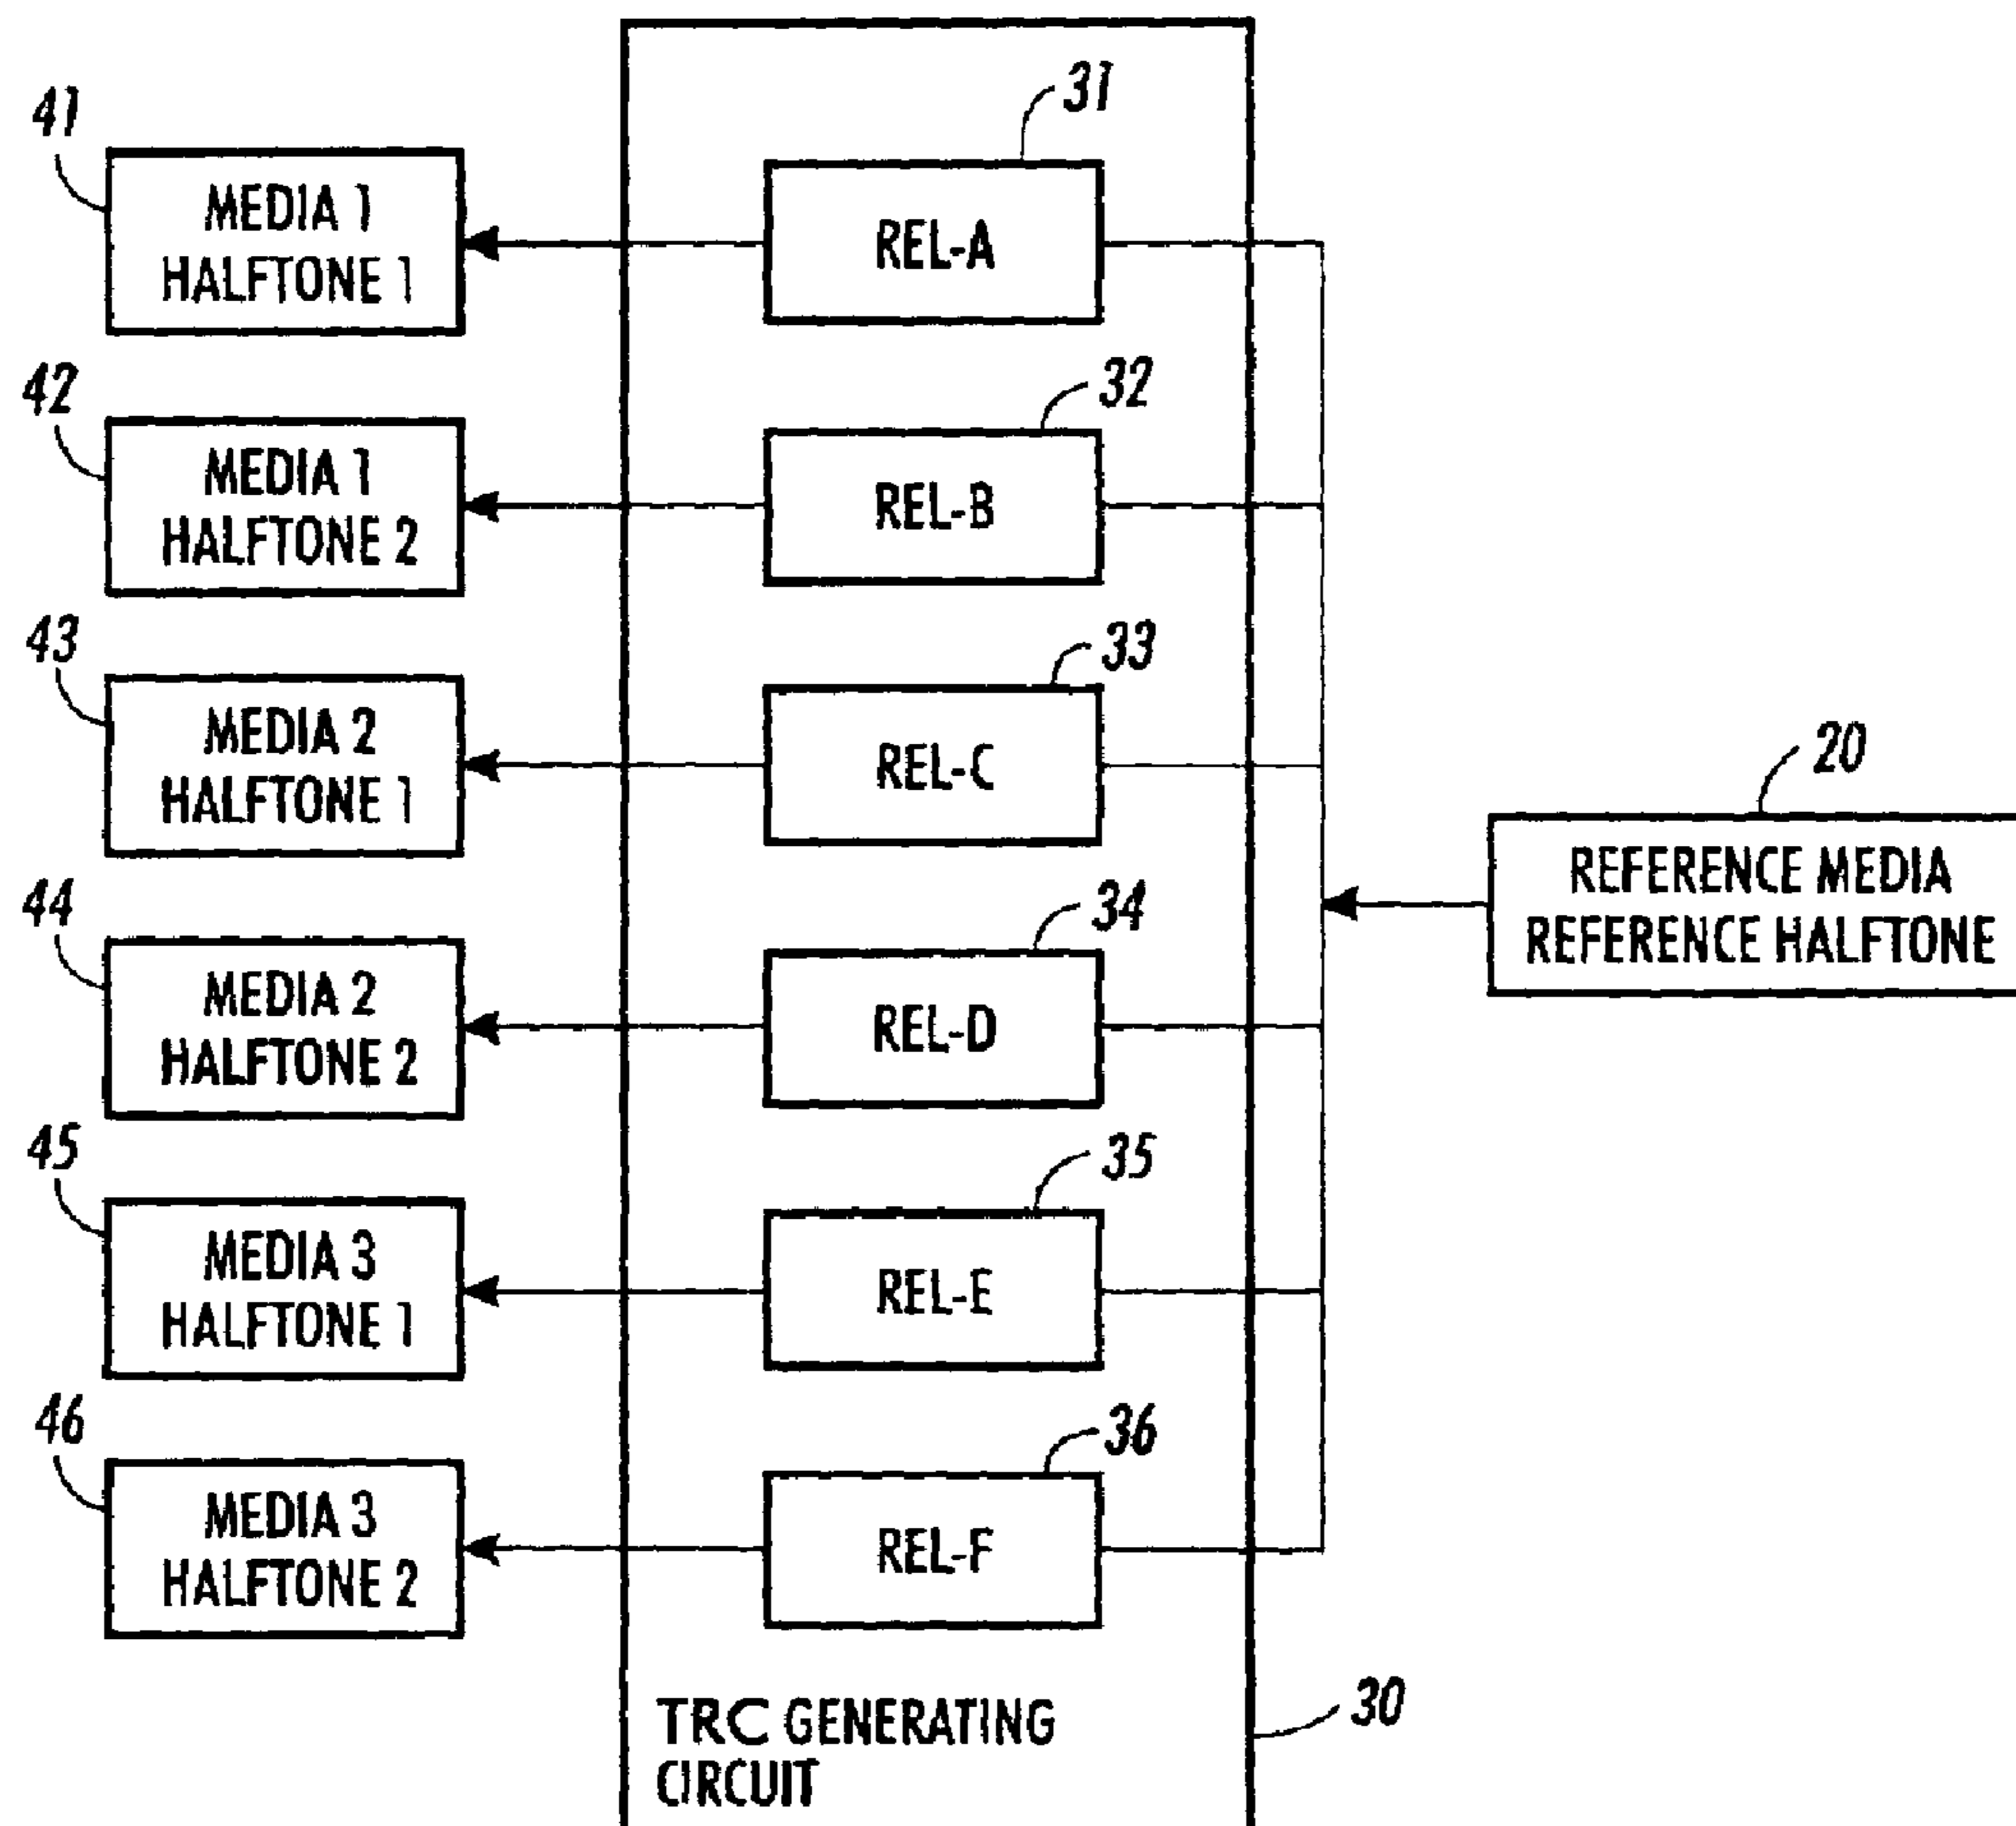 31
41
MEDIA 1
HALFTONE 1
REL-A
32
42
MEDIA 1
HALFTONE 2
REL-B
33
43
MEDIA 2
HALFTONE 1
REL-C
20
REFERENCE MEDIA
REFERENCE HALFTONE
34
44
MEDIA 2
HALFTONE 2
REL-D
35
45
MEDIA 3
HALFTONE 1
REL-E
36
46
MEDIA 3
HALFTONE 2
REL-F
30
TRC GENERATING
CIRCUIT